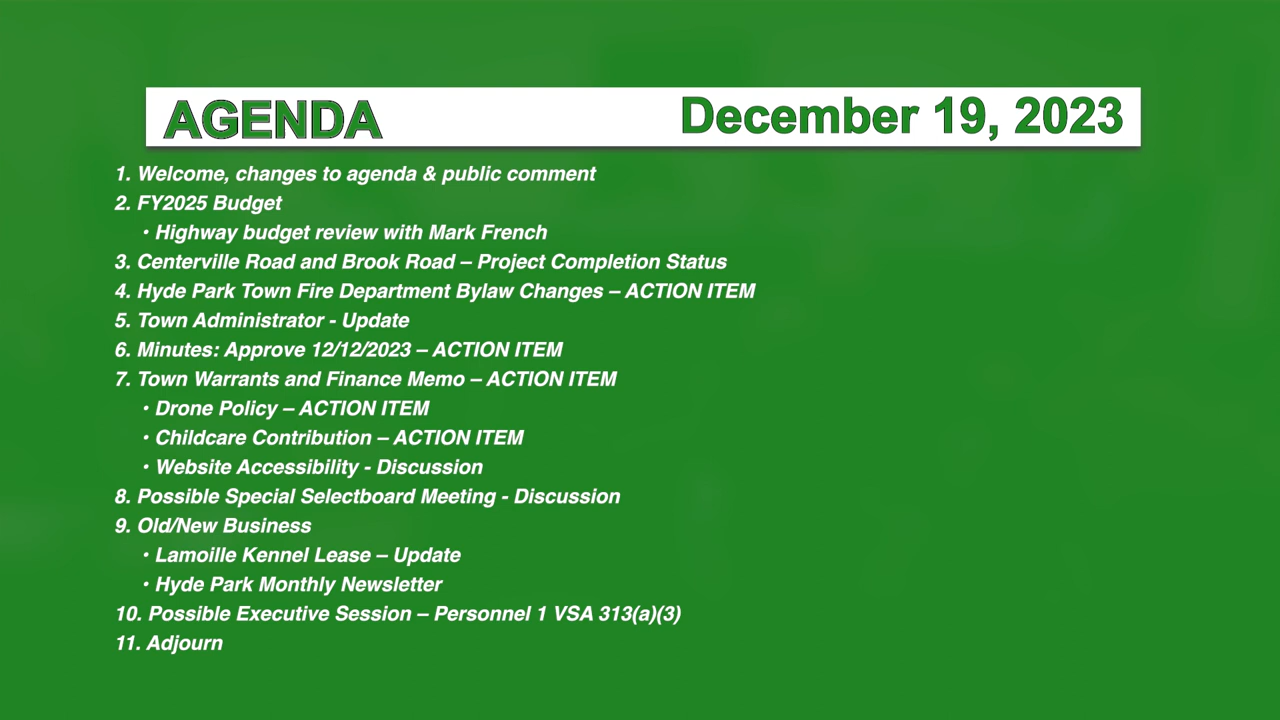 AGENDA
December 19, 2023
1. Welcome, changes to agenda & public comment
2. FY2025 Budget
• Highway budget review with Mark French
3. Centerville Road and Brook Road – Project Completion Status
4. Hyde Park Town Fire Department Bylaw Changes – ACTION ITEM
5. Town Administrator - Update
6. Minutes: Approve 12/12/2023 – ACTION ITEM
7. Town Warrants and Finance Memo – ACTION ITEM
• Drone Policy – ACTION ITEM
• Childcare Contribution – ACTION ITEM
• Website Accessibility - Discussion
8. Possible Special Selectboard Meeting - Discussion
9. Old/New Business
• Lamoille Kennel Lease – Update
• Hyde Park Monthly Newsletter
10. Possible Executive Session – Personnel 1 VSA 313(a)(3)
11. Adjourn